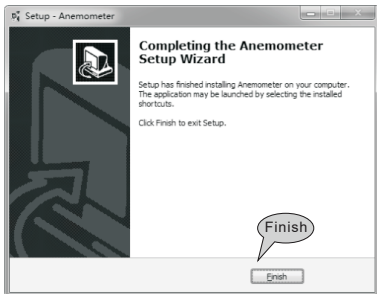 Setup - Anemometer
Completing the Anemometer
Setup Wizard
Setup has finished installing Anemometer on your computer.
The application may be launched by selecting the installed
shortcuts.
Click Finish to exit Setup.
Finish
Finish